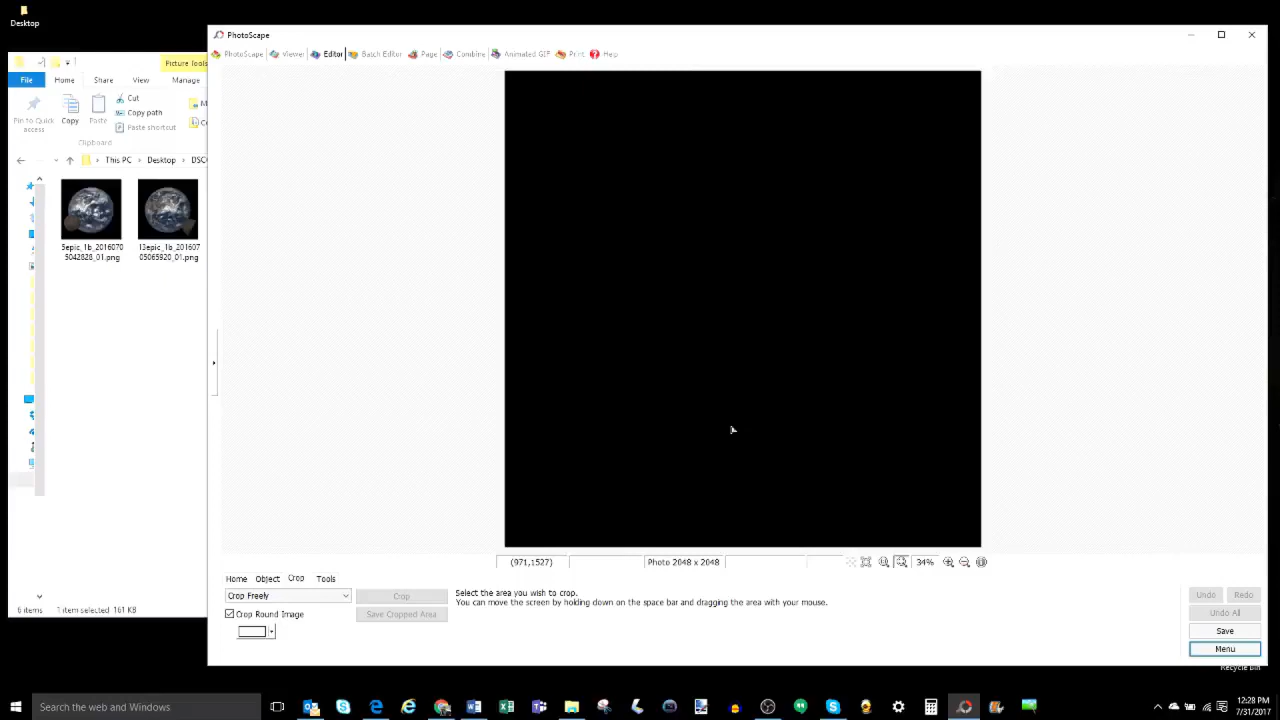 Desktop
PhotoScape
PhotoScape Viewer Editor Batch Editor Page Combine Animated GIF Print Help
Picture Tools
File Home Share View Manage
Pin to Quick access
Copy
Paste
Cut
Copy path
Paste shortcut
Clipboard
This PC > Desktop > DSC
5epic_1b_201607
05042828_01.png
13epic_1b_201607
05065920_01.png
6 items 1 item selected 161 KB
(971,1527) Photo 2048 x 2048 34%
Home Object Crop Tools
Crop Freely
Crop
Crop Round Image
Save Cropped Area
Select the area you wish to crop.
You can move the screen by holding down on the space bar and dragging the area with your mouse.
Undo Redo
Undo All
Save
Menu
Recycle Bin
Search the web and Windows
12:28 PM
7/31/2017